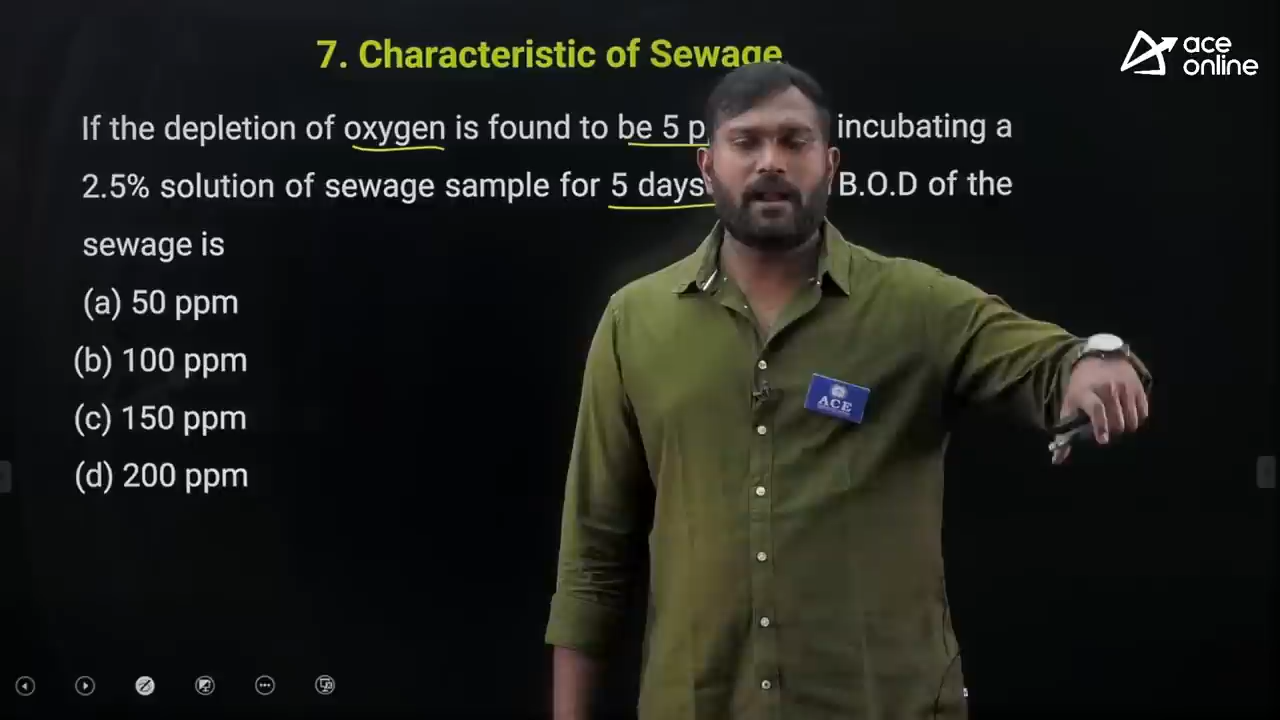 7. Characteristic of Sewage
ace
online
If the depletion of oxygen is found to be 5 incubating a
2.5% solution of sewage sample for 5 days B.O.D of the
sewage is
(a) 50 ppm
(b) 100 ppm
(c) 150 ppm
(d) 200 ppm
ACE